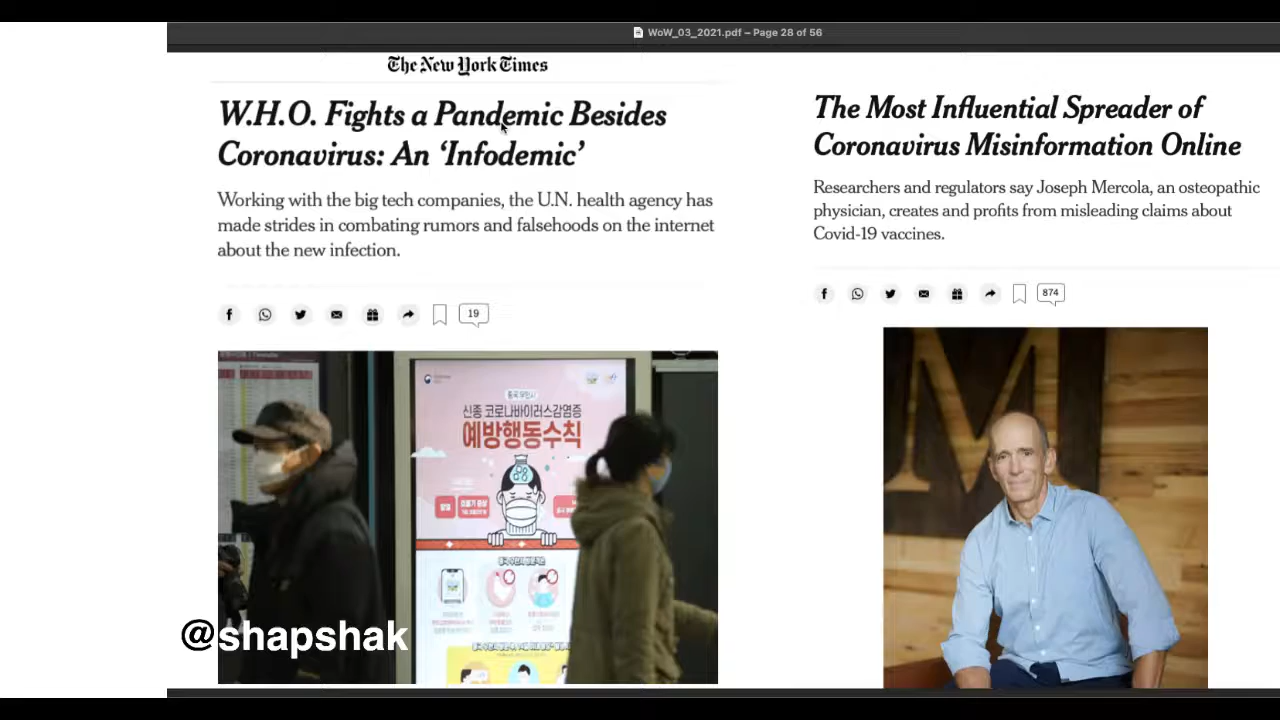 WoW_03_2021.pdf – Page 28 of 56
The New York Times
W.H.O. Fights a Pandemic Besides
Coronavirus: An ‘Infodemic’
Working with the big tech companies, the U.N. health agency has
made strides in combating rumors and falsehoods on the internet
about the new infection.
19
신종 코로나바이러스감염증
예방행동수칙
@shapshak
The Most Influential Spreader of
Coronavirus Misinformation Online
Researchers and regulators say Joseph Mercola, an osteopathic
physician, creates and profits from misleading claims about
Covid-19 vaccines.
874
M